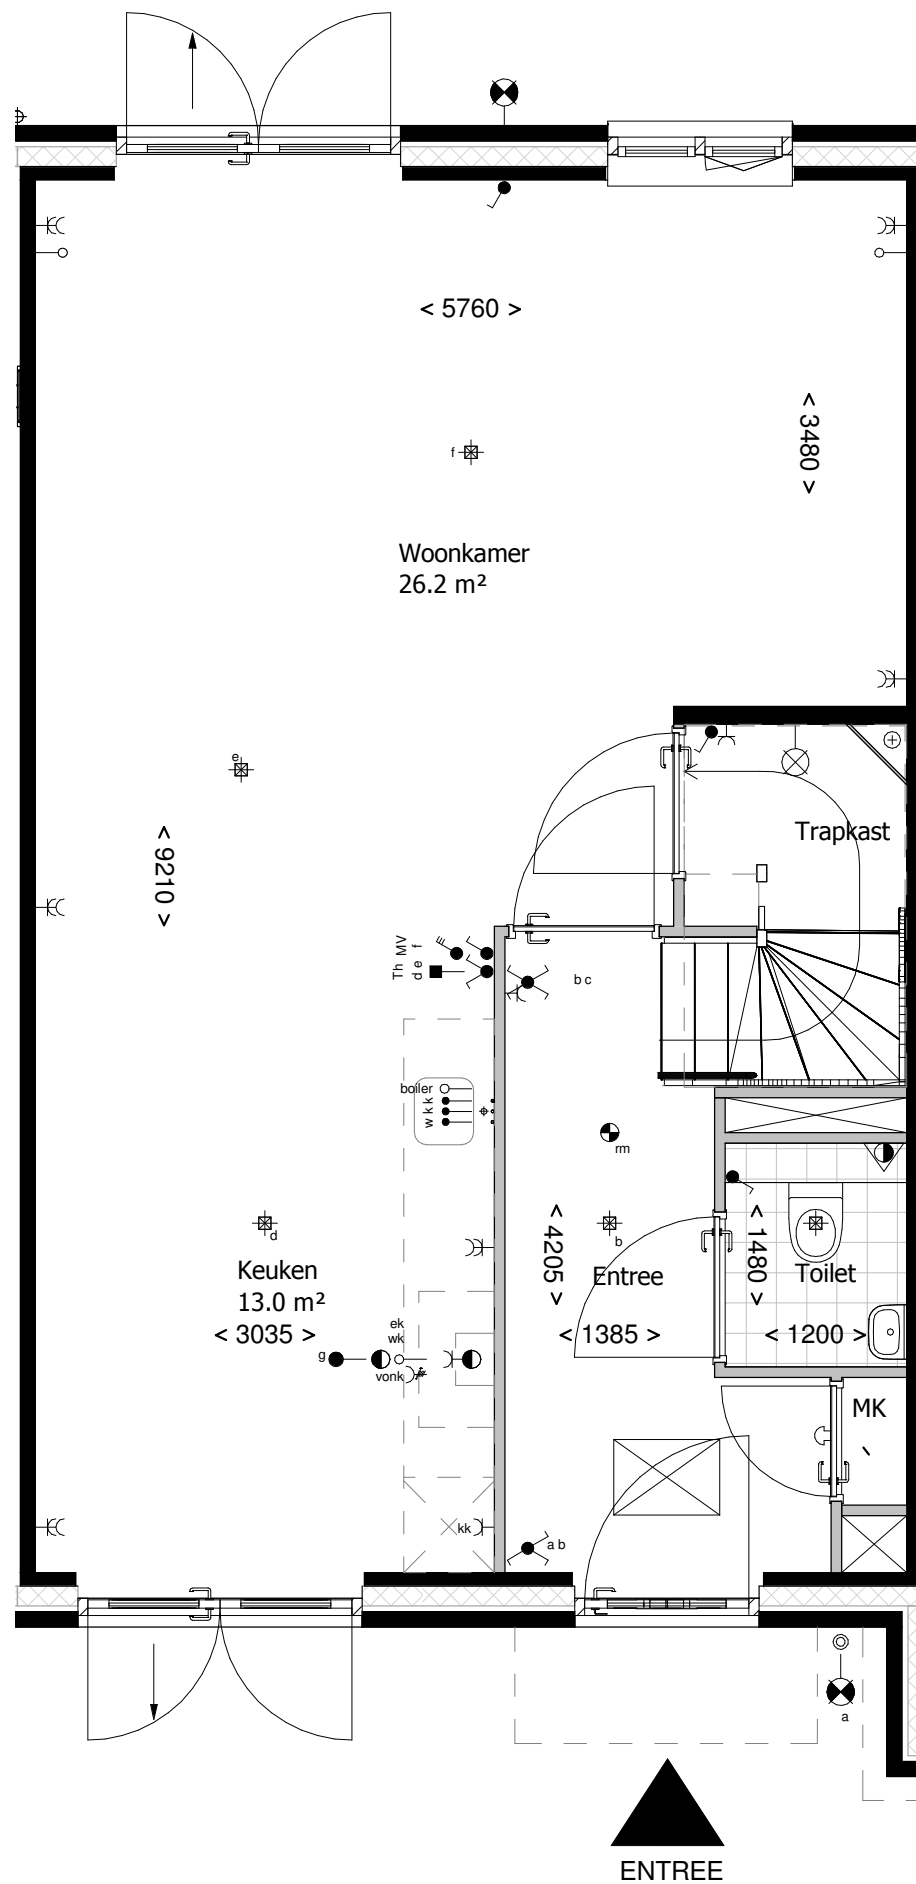 < 5760 >
< 3480 >
f
Woonkamer
26.2 m²
e
< 9210 >
Trapkast
Th MV
d e f
b c
boiler
w k k
rm
d
b
< 4205 >
< 1480 >
Keuken
13.0 m²
< 3035 >
Entree
< 1385 >
Toilet
< 1200 >
ek
wk
g
vonk
MK
kk
a b
a
ENTREE